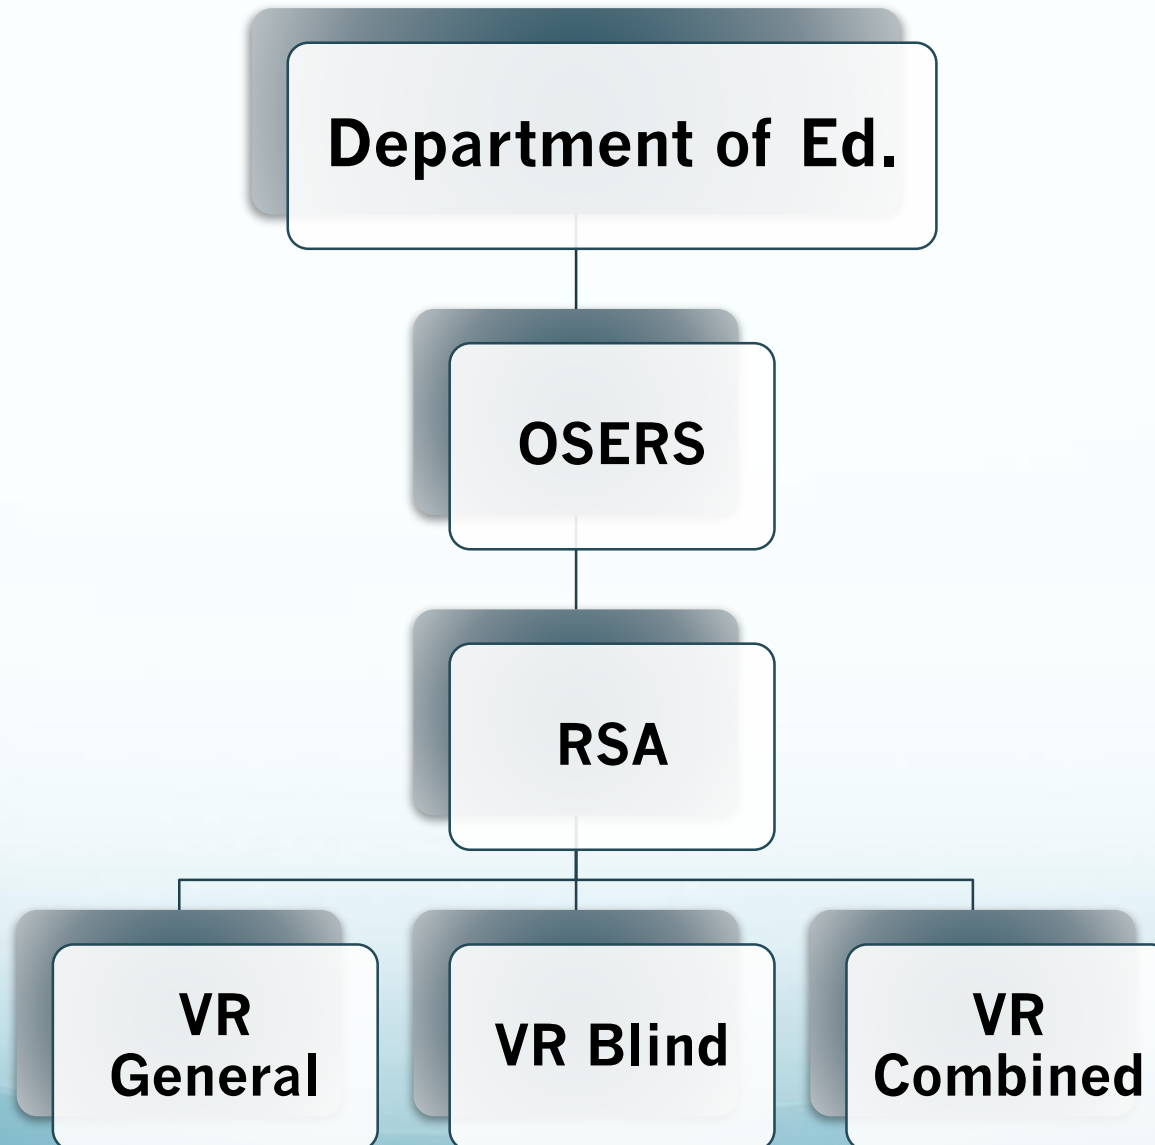 Department of Ed.
OSERS
RSA
VR
General
VR Blind
VR
Combined